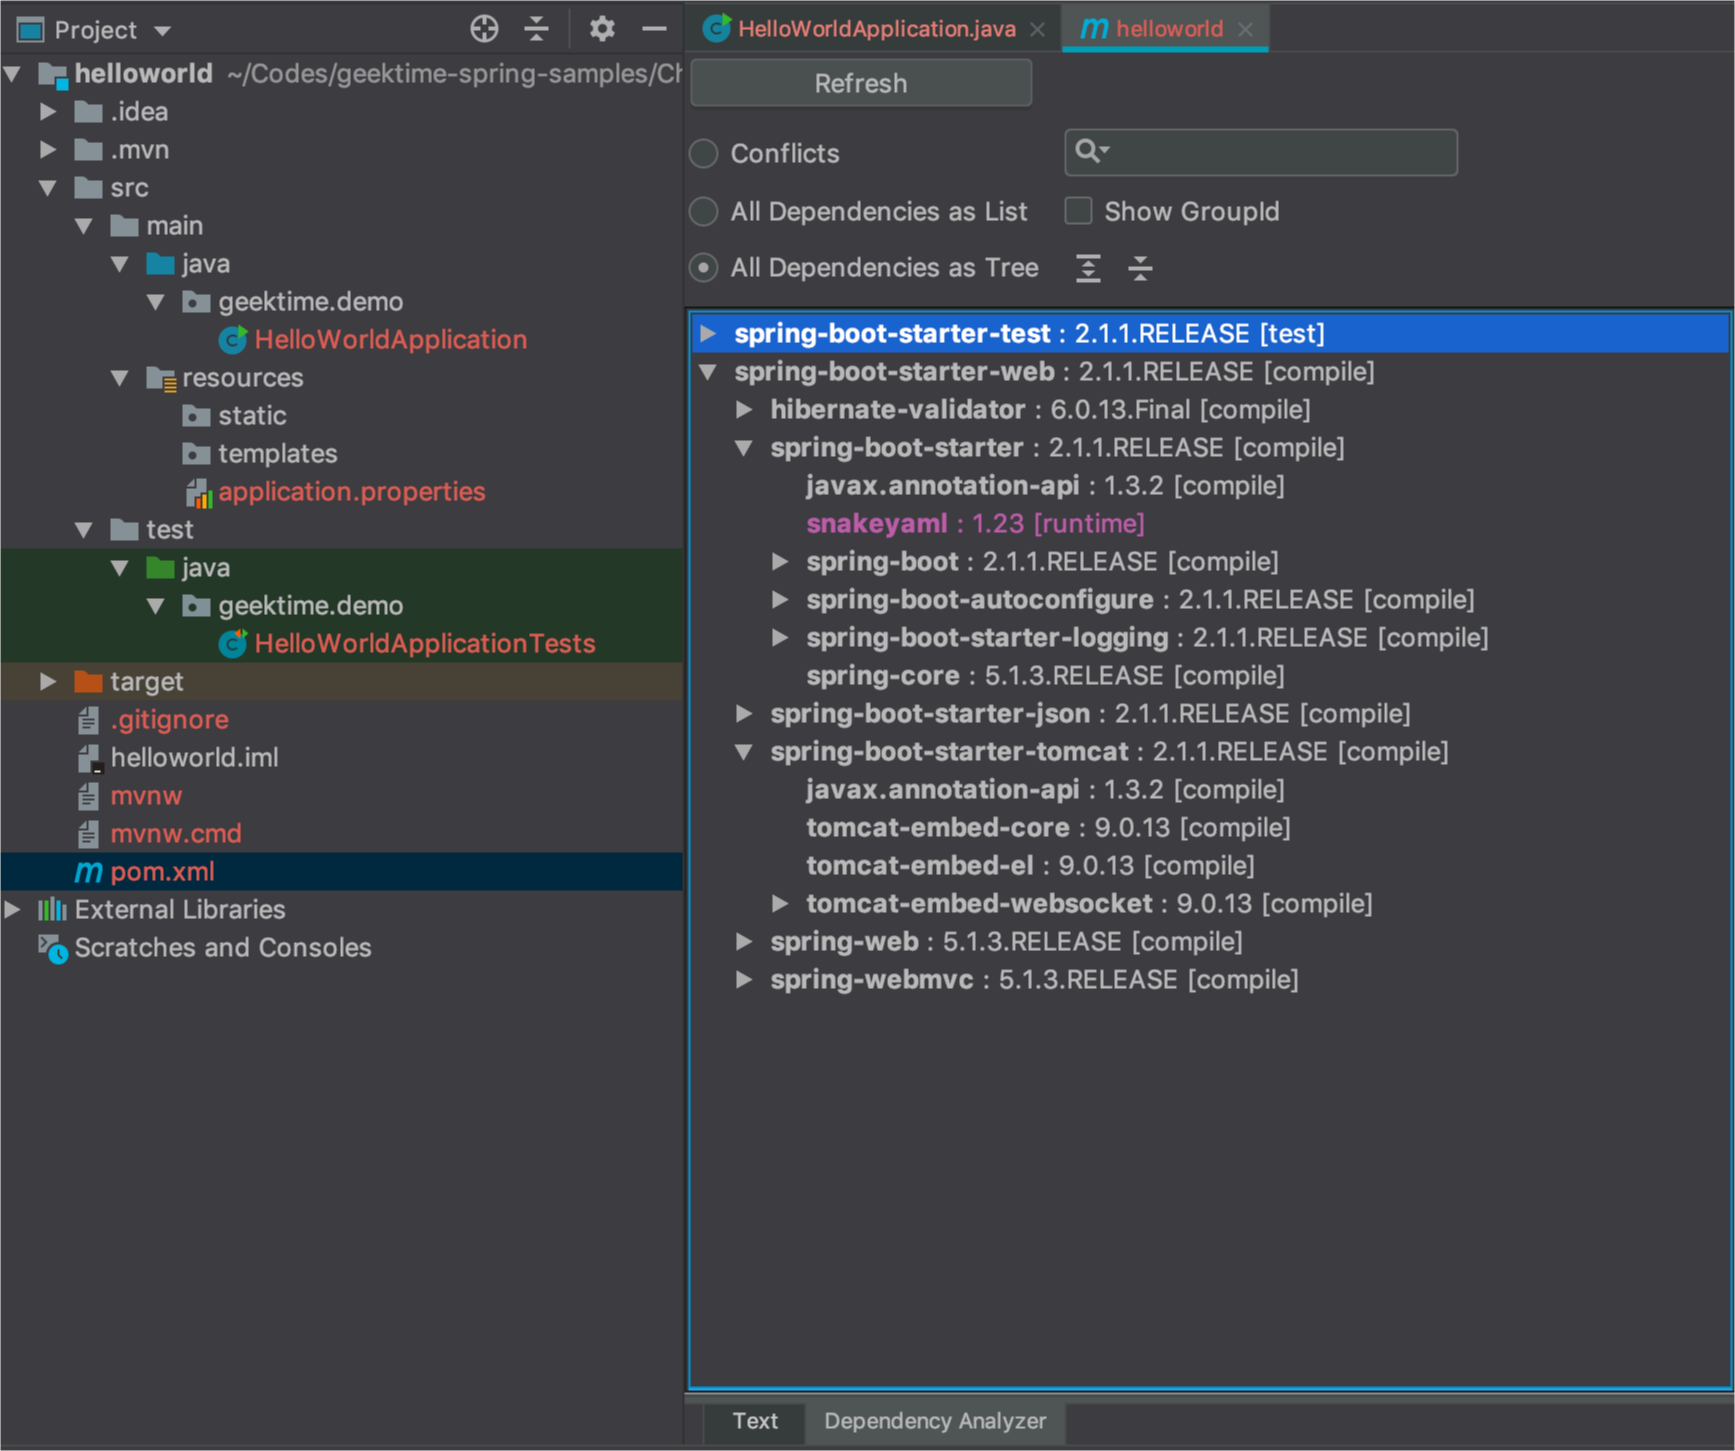 Project
helloworld ~/Codes/geektime-spring-samples/Ch
.idea
.mvn
src
main
java
geektime.demo
HelloWorldApplication
resources
static
templates
application.properties
test
java
geektime.demo
HelloWorldApplicationTests
target
.gitignore
helloworld.iml
mvnw
mvnw.cmd
m pom.xml
External Libraries
Scratches and Consoles
HelloWorldApplication.java
m helloworld
Refresh
Conflicts
All Dependencies as List
Show GroupId
All Dependencies as Tree
spring-boot-starter-test : 2.1.1.RELEASE [test]
spring-boot-starter-web : 2.1.1.RELEASE [compile]
hibernate-validator : 6.0.13.Final [compile]
spring-boot-starter : 2.1.1.RELEASE [compile]
javax.annotation-api : 1.3.2 [compile]
snakeyaml : 1.23 [runtime]
spring-boot : 2.1.1.RELEASE [compile]
spring-boot-autoconfigure : 2.1.1.RELEASE [compile]
spring-boot-starter-logging : 2.1.1.RELEASE [compile]
spring-core : 5.1.3.RELEASE [compile]
spring-boot-starter-json : 2.1.1.RELEASE [compile]
spring-boot-starter-tomcat : 2.1.1.RELEASE [compile]
javax.annotation-api : 1.3.2 [compile]
tomcat-embed-core : 9.0.13 [compile]
tomcat-embed-el : 9.0.13 [compile]
tomcat-embed-websocket : 9.0.13 [compile]
spring-web : 5.1.3.RELEASE [compile]
spring-webmvc : 5.1.3.RELEASE [compile]
Text
Dependency Analyzer